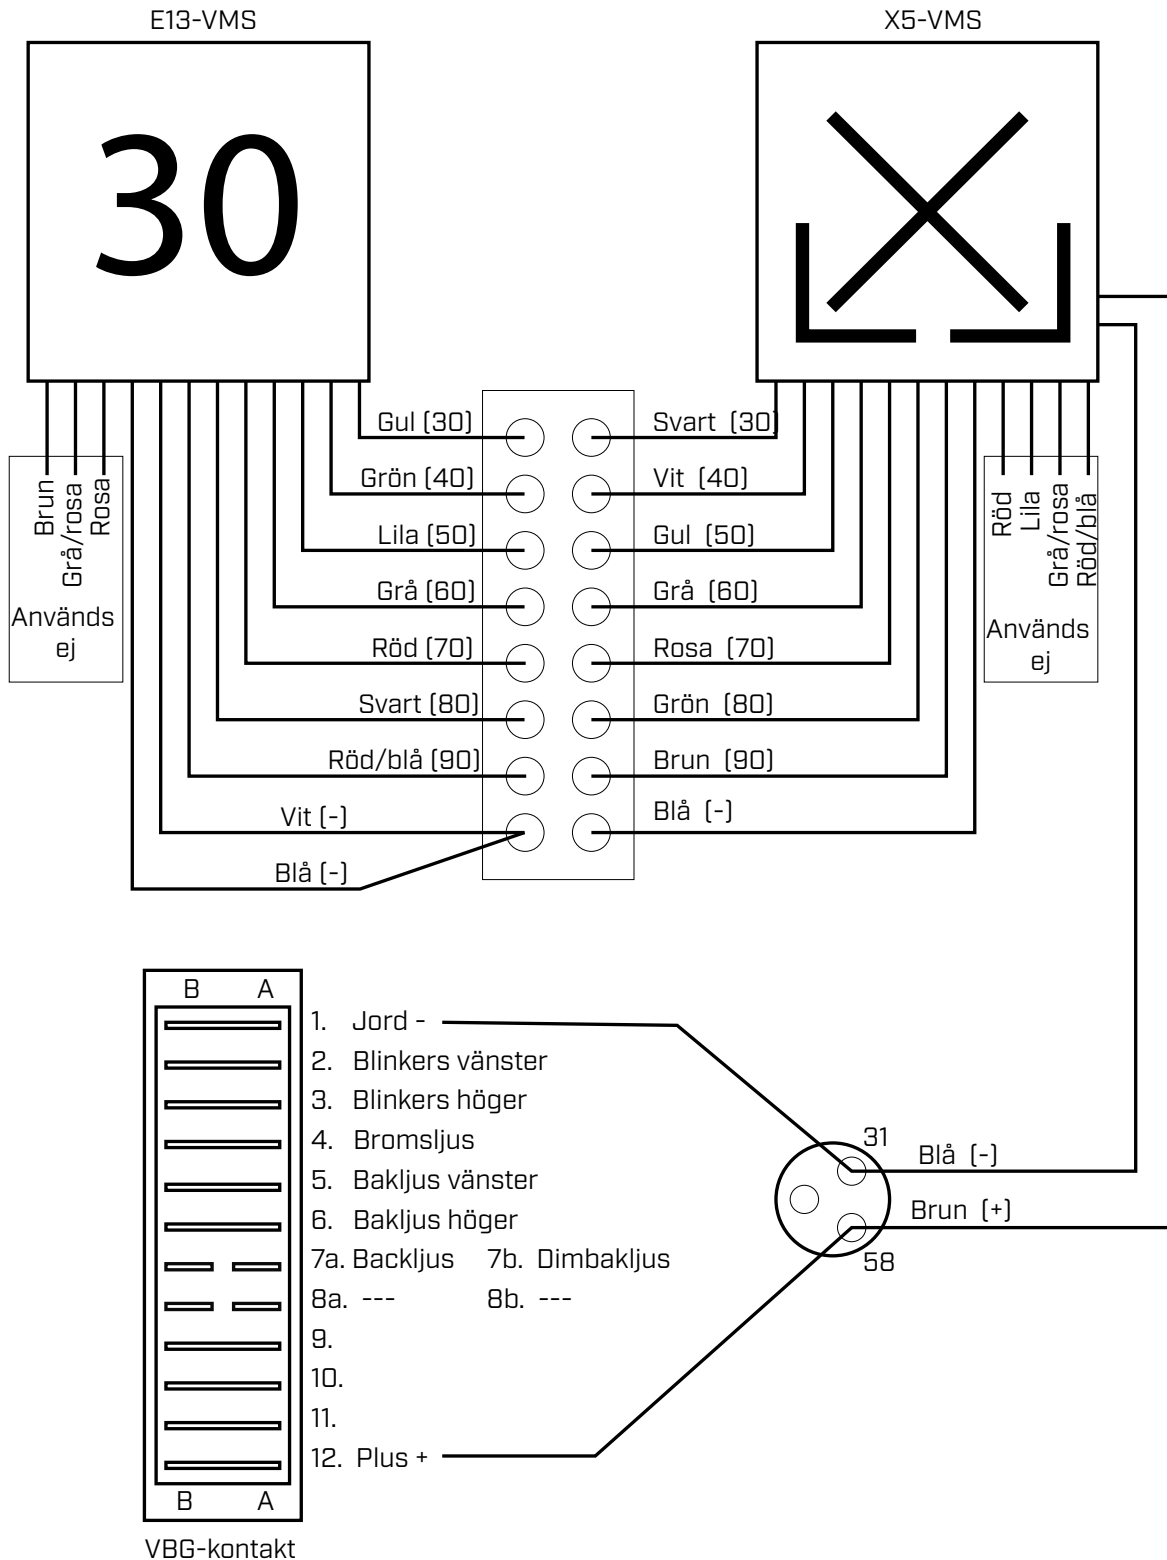 E13-VMS
X5-VMS
30
Gul (30)
Svart (30)
Grön (40)
Vit (40)
Lila (50)
Gul (50)
Grå (60)
Grå (60)
Röd (70)
Rosa (70)
Svart (80)
Grön (80)
Röd/blå (90)
Brun (90)
Vit (-)
Blå (-)
Blå (-)
Brun
Grå/rosa
Rosa
Används
ej
Röd
Lila
Grå/rosa
Röd/blå
Används
ej
B A
1. Jord -
2. Blinkers vänster
3. Blinkers höger
4. Bromsljus
5. Bakljus vänster
6. Bakljus höger
7a. Backljus 7b. Dimbakljus
8a. --- 8b. ---
9.
10.
11.
12. Plus +
B A
VBG-kontakt
31
Blå (-)
Brun (+)
58